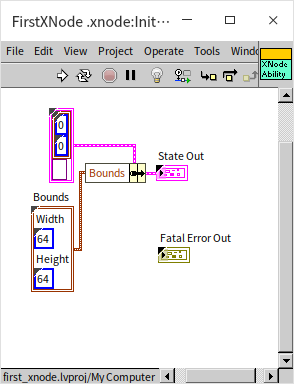 FirstXNode .xnode:Init...
File Edit View Project Operate Tools Windo
XNode
Ability
0
0
State Out
Bounds
Bounds
Width
64
Height
64
Fatal Error Out
first_xnode.lvproj/My Computer